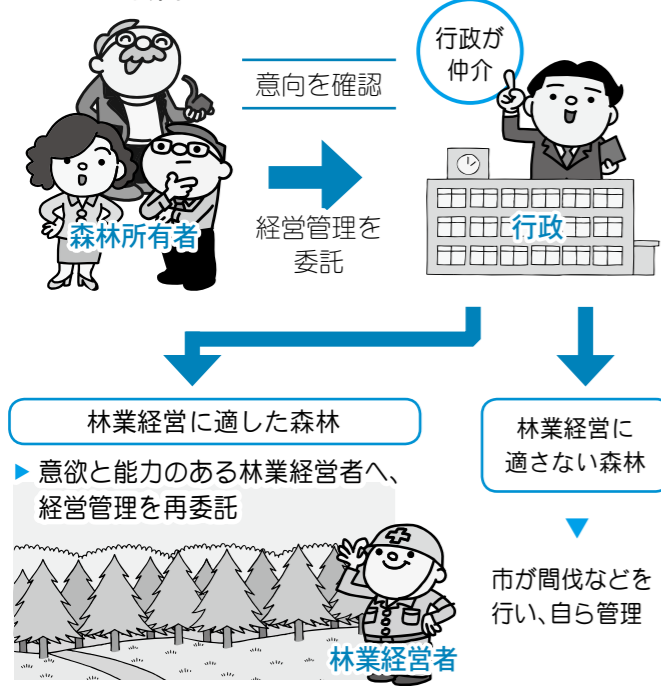 行政が
仲介
意向を確認
森林所有者
経営管理を
委託
行政
林業経営に適した森林
▶ 意欲と能力のある林業経営者へ、
経営管理を再委託
林業経営者
林業経営に
適さない森林
▼
市が間伐などを
行い、自ら管理